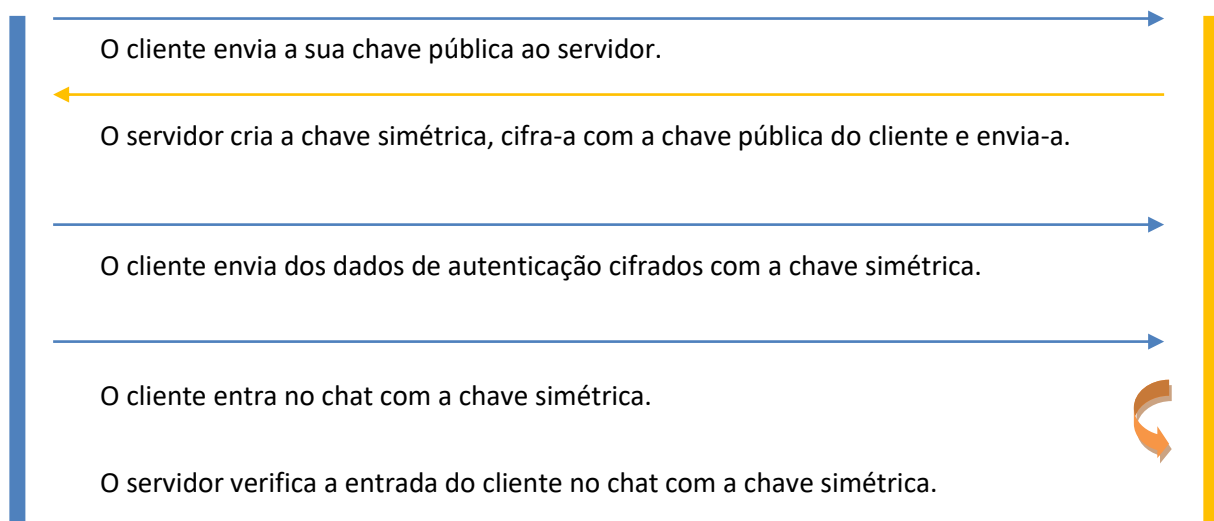 O cliente envia a sua chave pública ao servidor.
O servidor cria a chave simétrica, cifra-a com a chave pública do cliente e envia-a.
O cliente envia dos dados de autenticação cifrados com a chave simétrica.
O cliente entra no chat com a chave simétrica.
O servidor verifica a entrada do cliente no chat com a chave simétrica.